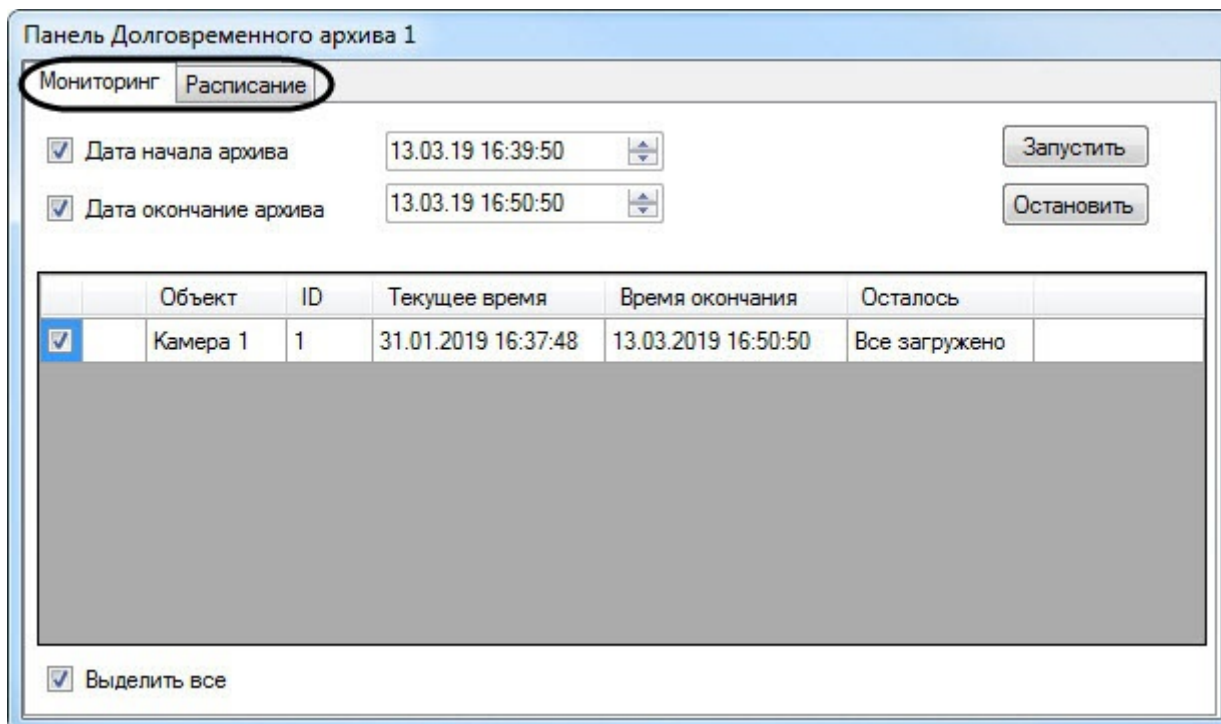 Панель Долговременного архива 1
Мониторинг Расписание
Дата начала архива 13.03.19 16:39:50 Запустить
Дата окончание архива 13.03.19 16:50:50 Остановить
Объект ID Текущее время Время окончания Осталось
Камера 1 1 31.01.2019 16:37:48 13.03.2019 16:50:50 Все загружено
Выделить все